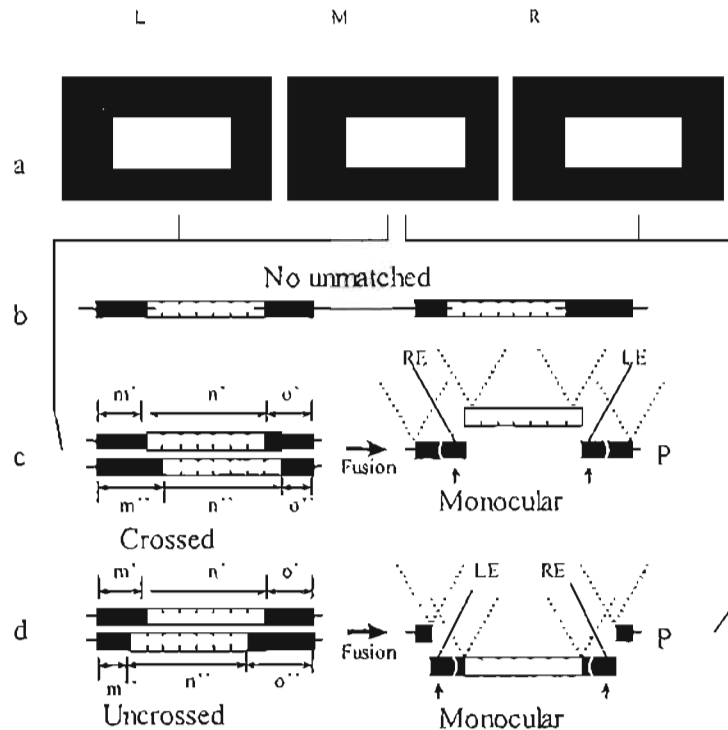 L M R
a
No unmatched
b
RE LE
m' n' o'
c
Fusion
P
m'' n'' o''
Monocular
Crossed
LE RE
m' n' o'
d
Fusion
P
m'' n'' o''
Uncrossed
Monocular